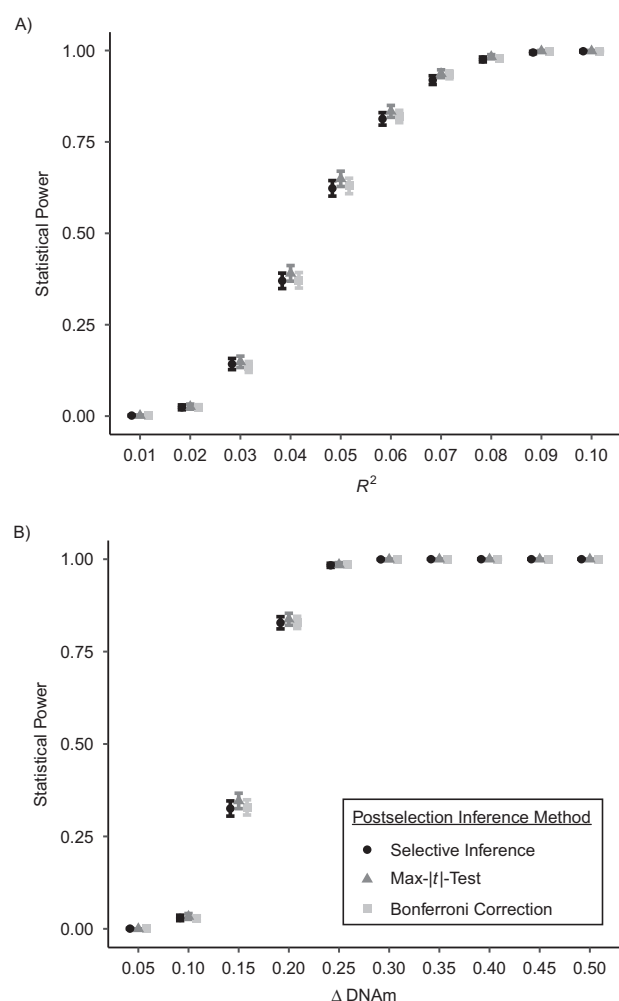 A)
1.00
0.75
0.50
0.25
0.00
Statistical Power
0.01 0.02 0.03 0.04 0.05 0.06 0.07 0.08 0.09 0.10
R²
B)
1.00
0.75
0.50
0.25
0.00
Statistical Power
Postselection Inference Method
Selective Inference
Max-|t|-Test
Bonferroni Correction
0.05 0.10 0.15 0.20 0.25 0.30 0.35 0.40 0.45 0.50
Δ DNAm